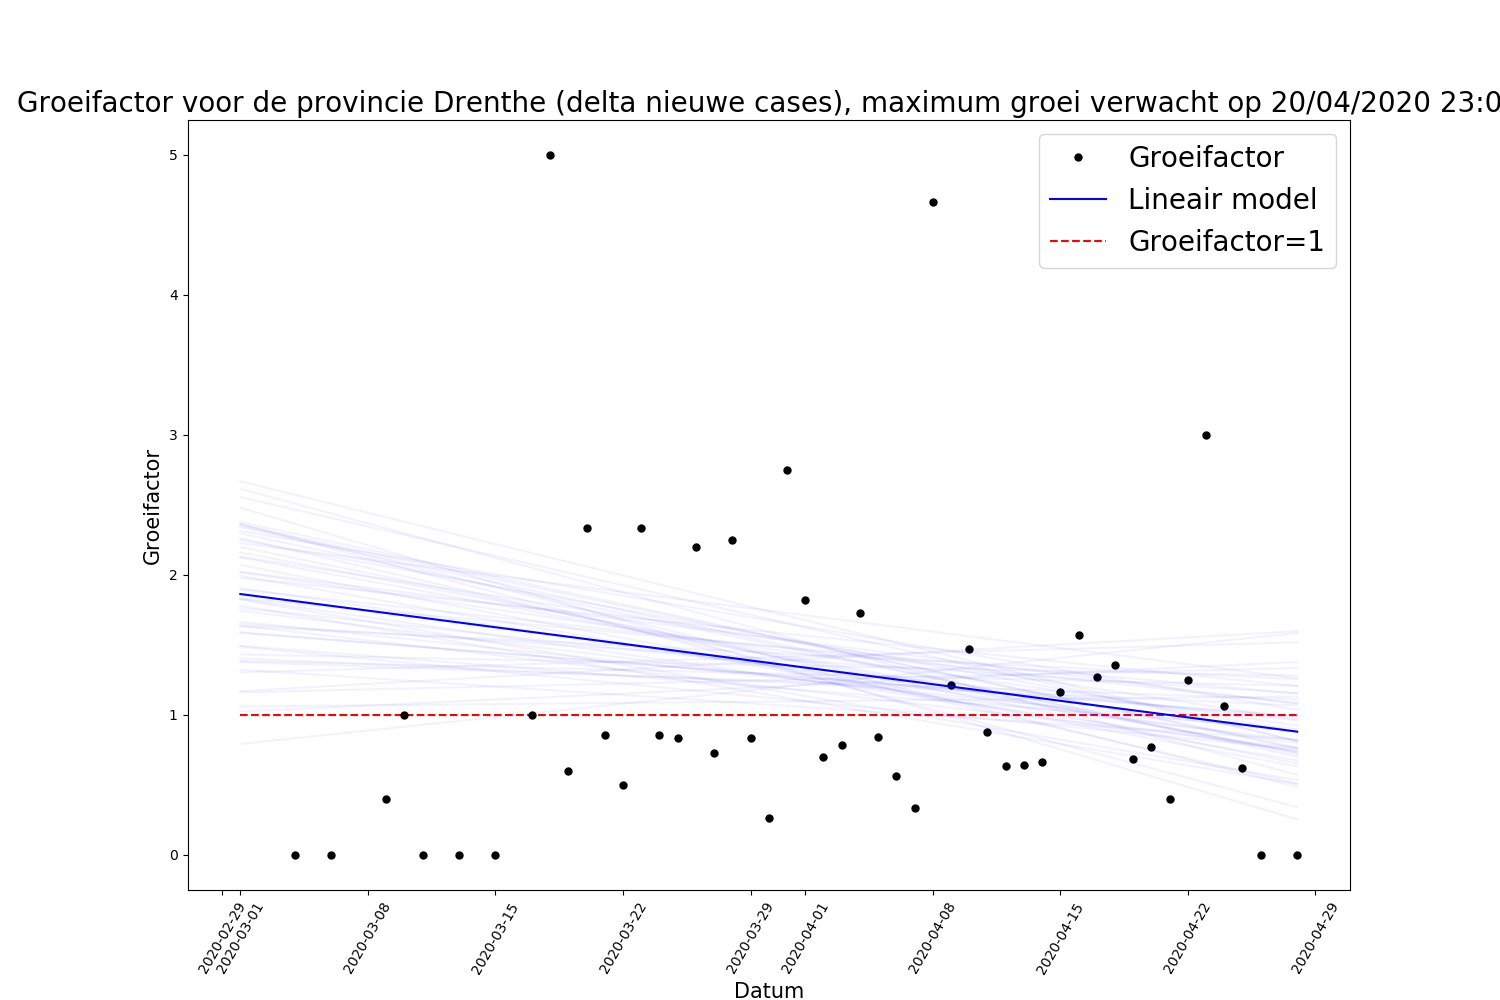 Groeifactor voor de provincie Drenthe (delta nieuwe cases), maximum groei verwacht op 20/04/2020 23:0
Groeifactor
Lineair model
Groeifactor=1
5
4
3
2
1
0
Groeifactor
2020-02-29
2020-03-01
2020-03-08
2020-03-15
2020-03-22
2020-03-29
2020-04-01
2020-04-08
2020-04-15
2020-04-22
2020-04-29
Datum